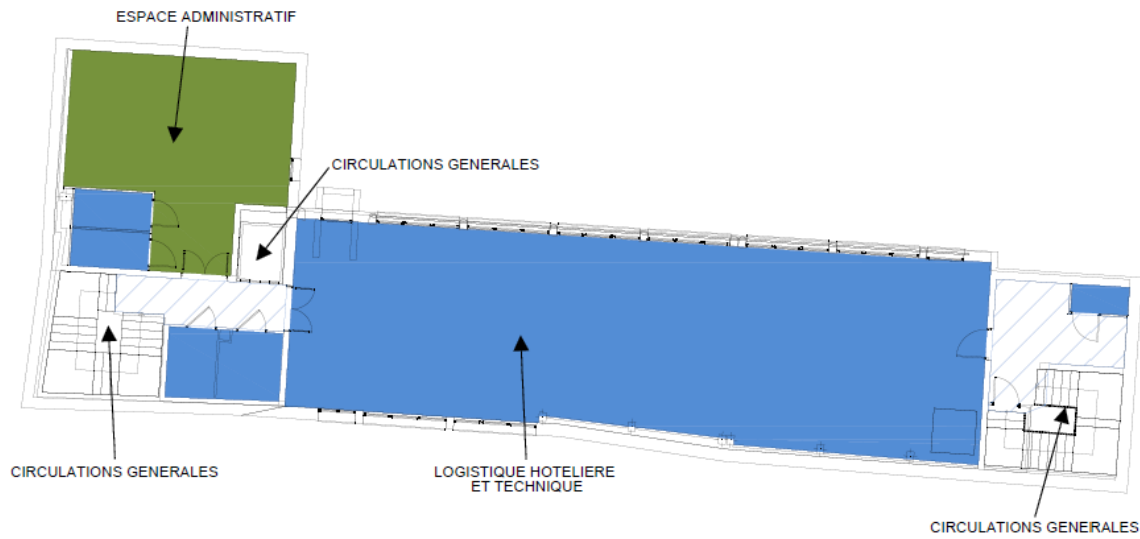 ESPACE ADMINISTRATIF
CIRCULATIONS GENERALES
CIRCULATIONS GENERALES
LOGISTIQUE HOTELIERE
ET TECHNIQUE
CIRCULATIONS GENERALES